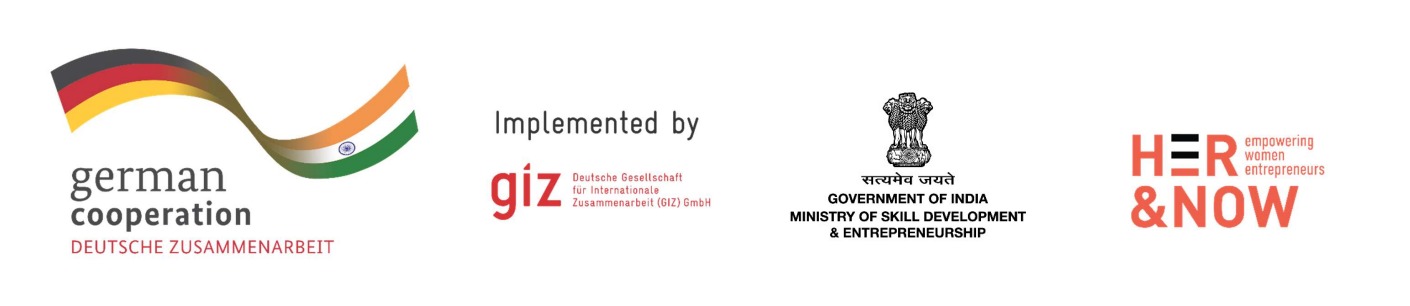 german
cooperation
DEUTSCHE ZUSAMMENARBEIT
Implemented by
giz
Deutsche Gesellschaft
für Internationale
Zusammenarbeit (GIZ) GmbH
सत्यमेव जयते
GOVERNMENT OF INDIA
MINISTRY OF SKILL DEVELOPMENT
& ENTREPRENEURSHIP
HER
&NOW
empowering
women
entrepreneurs